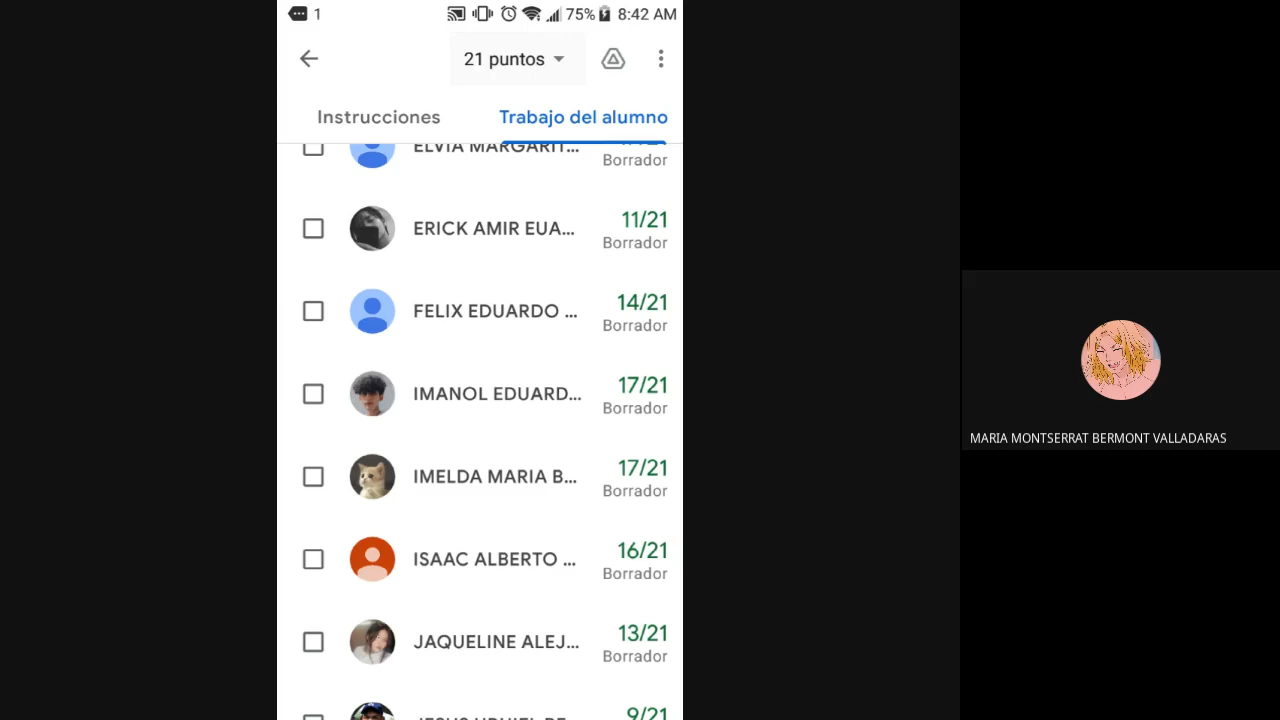 1 75% 8:42 AM
21 puntos
Instrucciones Trabajo del alumno
ELVIA MARGARIT...
Borrador
ERICK AMIR EUA... 11/21
Borrador
FELIX EDUARDO ... 14/21
Borrador
IMANOL EDUARD... 17/21
Borrador
IMELDA MARIA B... 17/21
Borrador
ISAAC ALBERTO ... 16/21
Borrador
JAQUELINE ALEJ... 13/21
Borrador
9/21
MARIA MONTSERRAT BERMONT VALLADARAS